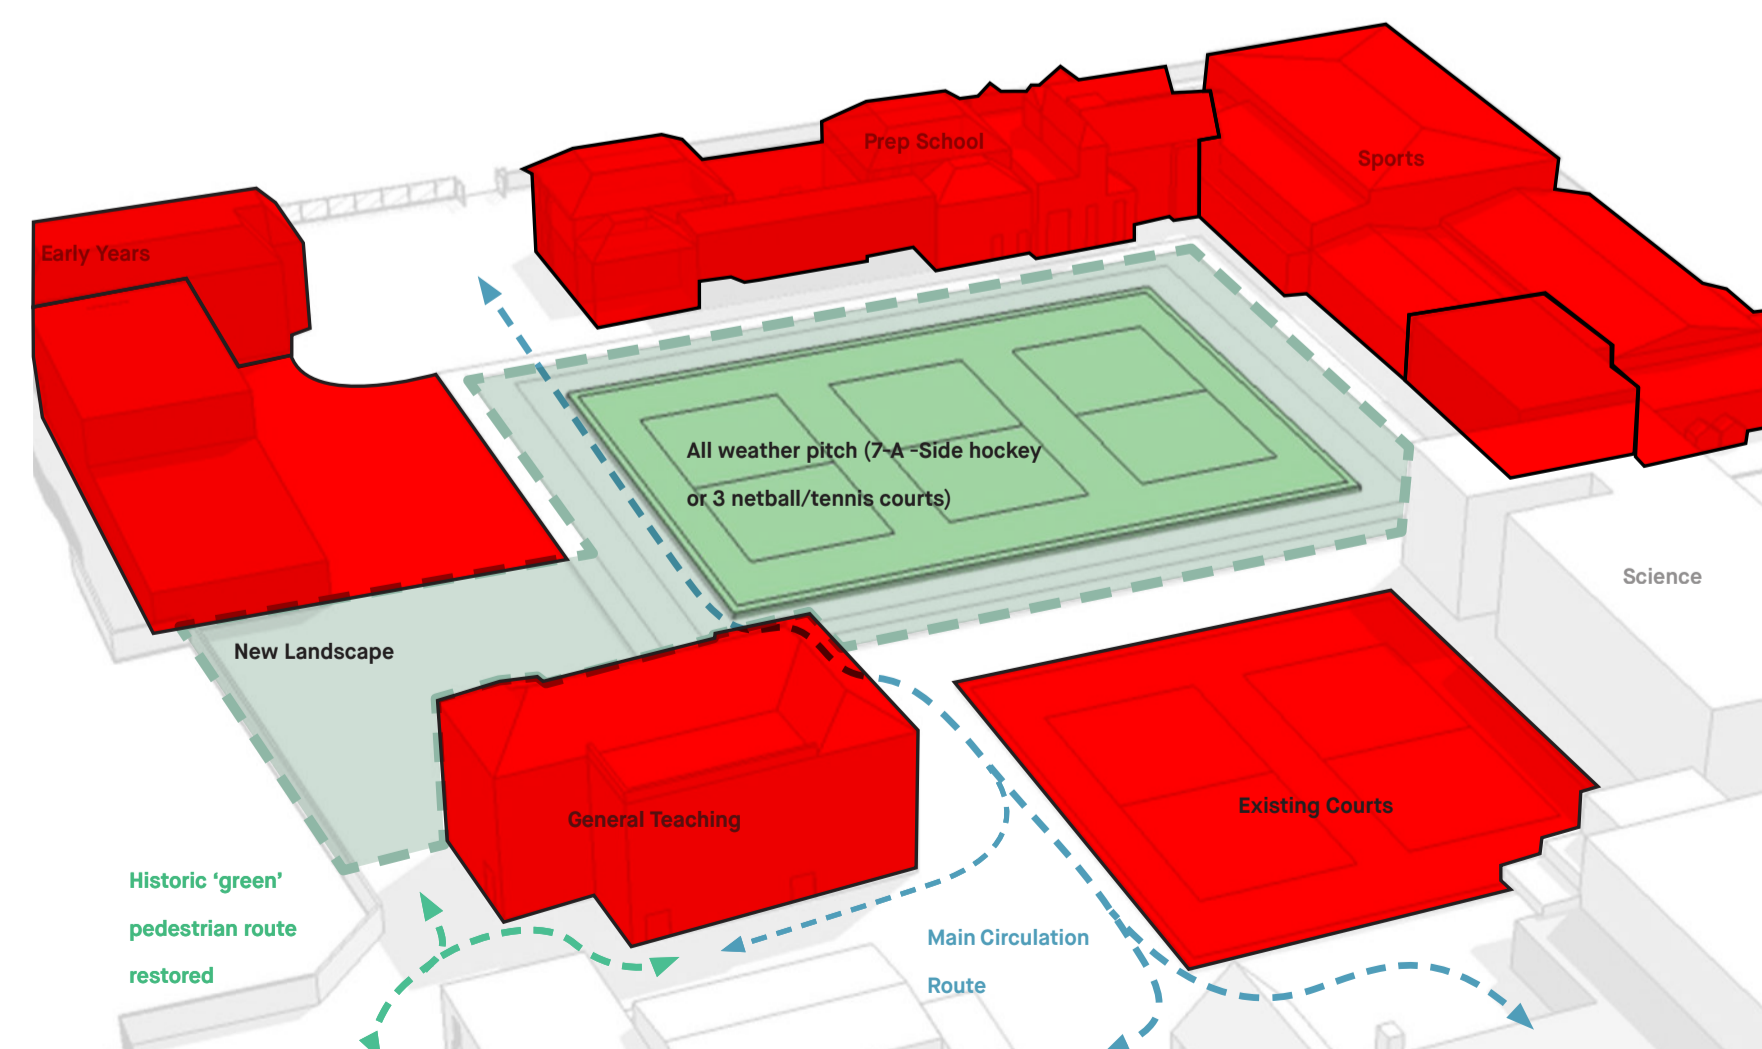 Prep School
Sports
Early Years
All weather pitch (7-A -Side hockey
or 3 netball/tennis courts)
Science
New Landscape
Existing Courts
General Teaching
Historic ‘green’
pedestrian route
restored
Main Circulation
Route